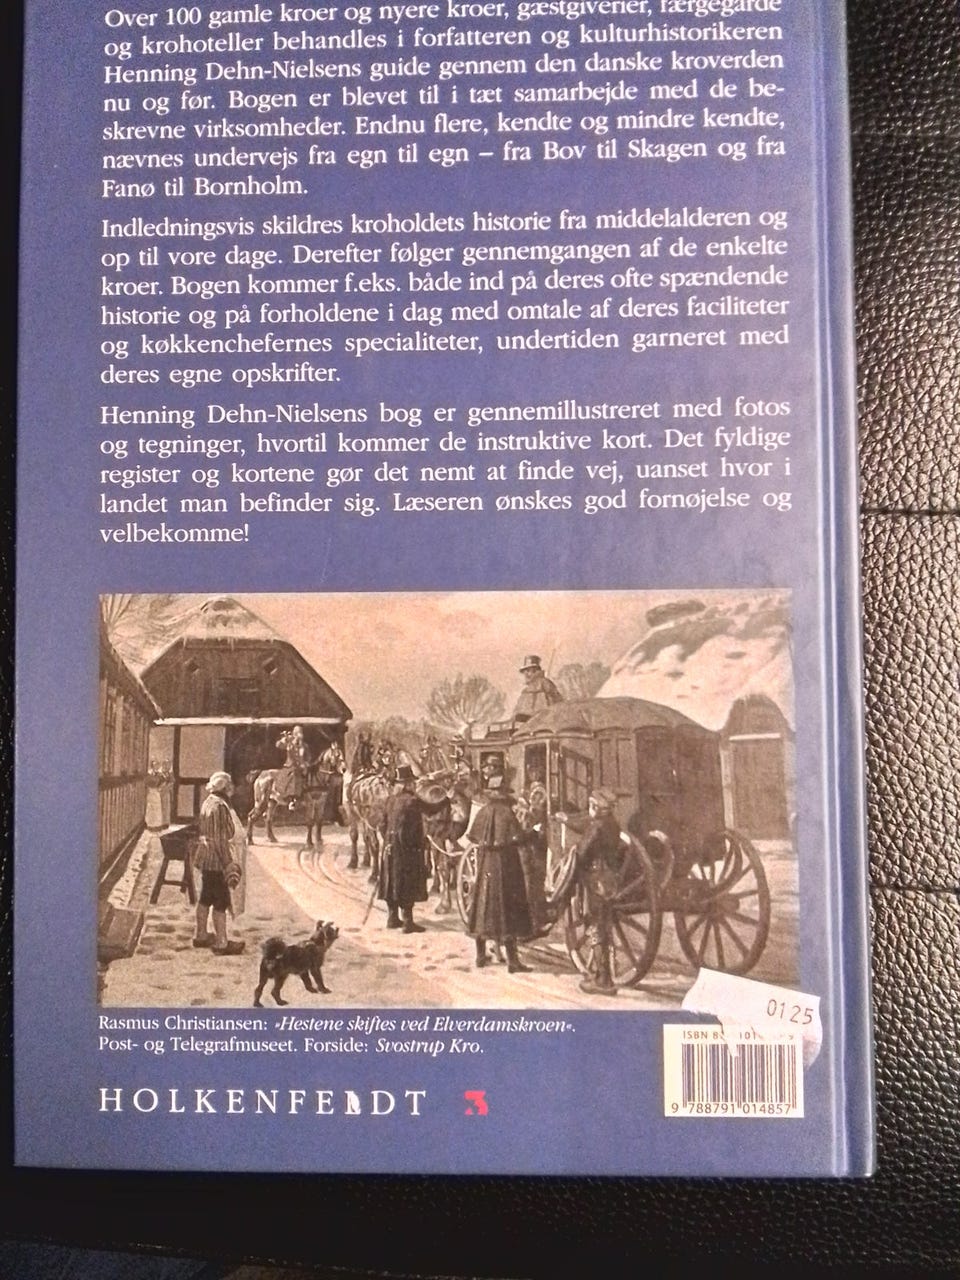 Over 100 gamle kroer og nyere kroer, gæstgiverier, færgegårde
og krohoteller behandles i forfatteren og kulturhistorikeren
Henning Dehn-Nielsens guide gennem den danske kroverden
nu og før. Bogen er blevet til i tæt samarbejde med de be-
skrevne virksomheder. Endnu flere, kendte og mindre kendte,
nævnes undervejs fra egn til egn – fra Bov til Skagen og fra
Fanø til Bornholm.
Indledningsvis skildres kroholdets historie fra middelalderen og
op til vore dage. Derefter følger gennemgangen af de enkelte
kroer. Bogen kommer f.eks. både ind på deres ofte spændende
historie og på forholdene i dag med omtale af deres faciliteter
og køkkenchefernes specialiteter, undertiden garneret med
deres egne opskrifter.
Henning Dehn-Nielsens bog er gennemillustreret med fotos
og tegninger, hvortil kommer de instruktive kort. Det fyldige
register og kortene gør det nemt at finde vej, uanset hvor i
landet man befinder sig. Læseren ønskes god fornøjelse og
velbekomme!
Rasmus Christiansen: »Hestene skiftes ved Elverdamskroen«.
Post- og Telegrafmuseet. Forside: Svostrup Kro.
HOLKENFELDT 3
0125
ISBN
9 788791 014857